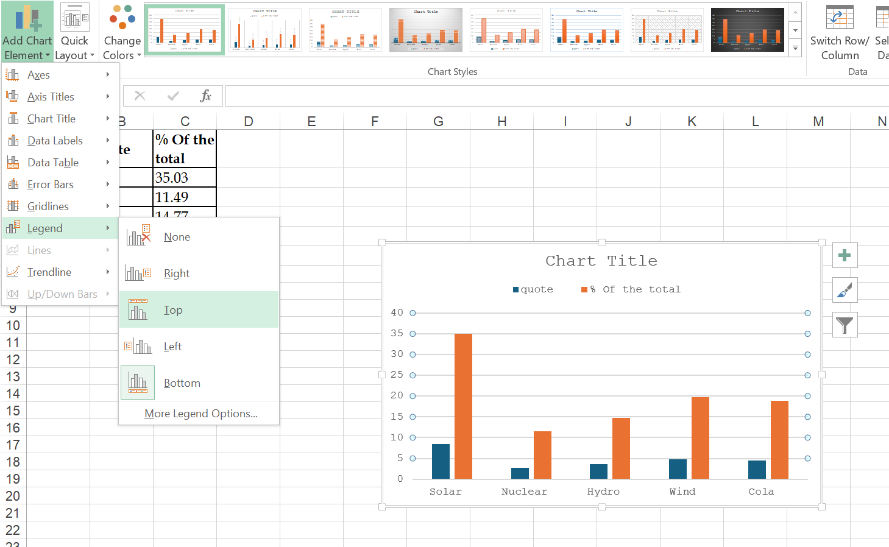 Add Chart Element
Quick Layout
Change Colors
Chart Styles
Switch Row/ Column
Data
Axes
Axis Titles
Chart Title
Data Labels
Data Table
Error Bars
Gridlines
Legend
Lines
Trendline
Up/Down Bars
None
Right
Top
Left
Bottom
More Legend Options...
fx
B C D E F G H I J K L M N
% Of the
total
35.03
11.49
14.77
9
10
11
12
13
14
15
16
17
18
19
20
21
22
23
Chart Title
quote % Of the total
40
35
30
25
20
15
10
5
0
Solar Nuclear Hydro Wind Cola